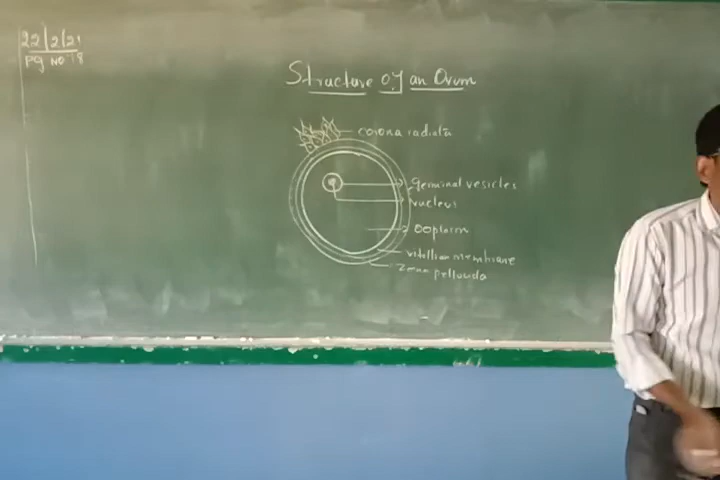 22/2/21
Pg NO 78
Structure of an Ovum
corona radiata
germinal vesicles
nucleus
ooplasm
vitelline membrane
zona pellucida